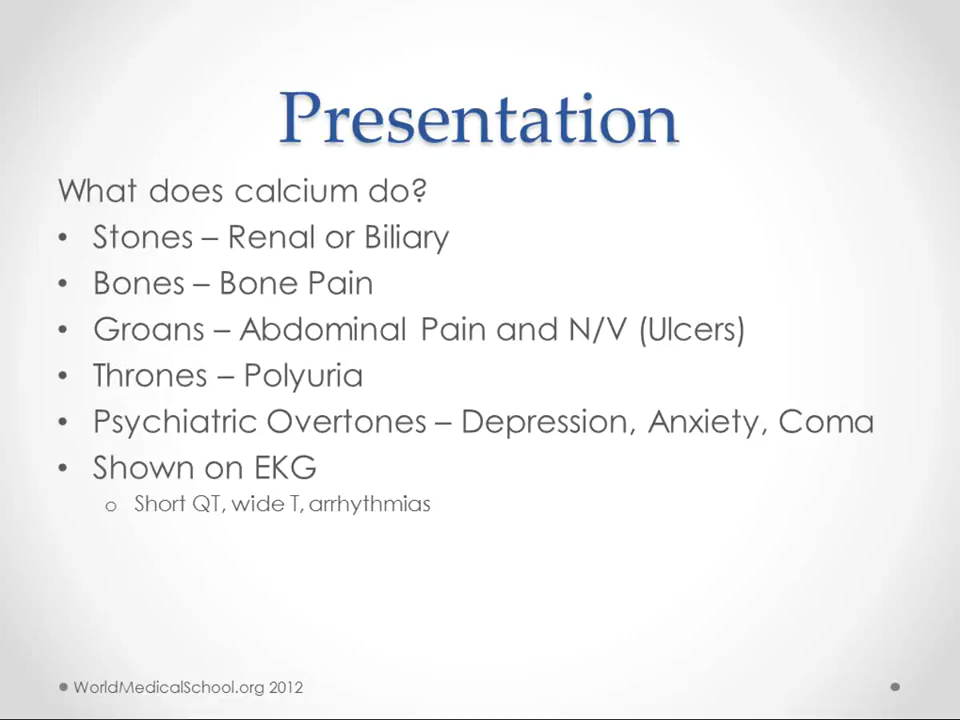 Presentation
What does calcium do?
• Stones – Renal or Biliary
• Bones – Bone Pain
• Groans – Abdominal Pain and N/V (Ulcers)
• Thrones – Polyuria
• Psychiatric Overtones – Depression, Anxiety, Coma
• Shown on EKG
o Short QT, wide T, arrhythmias
WorldMedicalSchool.org 2012